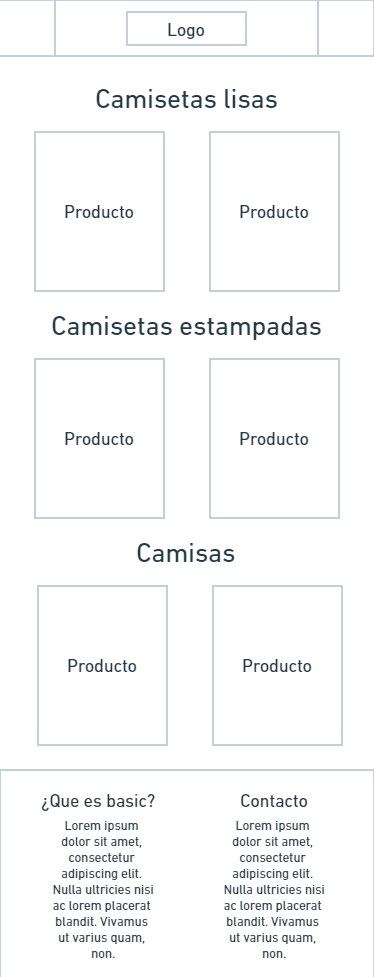 Logo
Camisetas lisas
Producto
Producto
Camisetas estampadas
Producto
Producto
Camisas
Producto
Producto
¿Que es basic?
Lorem ipsum
dolor sit amet,
consectetur
adipiscing elit.
Nulla ultricies nisi
ac lorem placerat
blandit. Vivamus
ut varius quam,
non.
Contacto
Lorem ipsum
dolor sit amet,
consectetur
adipiscing elit.
Nulla ultricies nisi
ac lorem placerat
blandit. Vivamus
ut varius quam,
non.